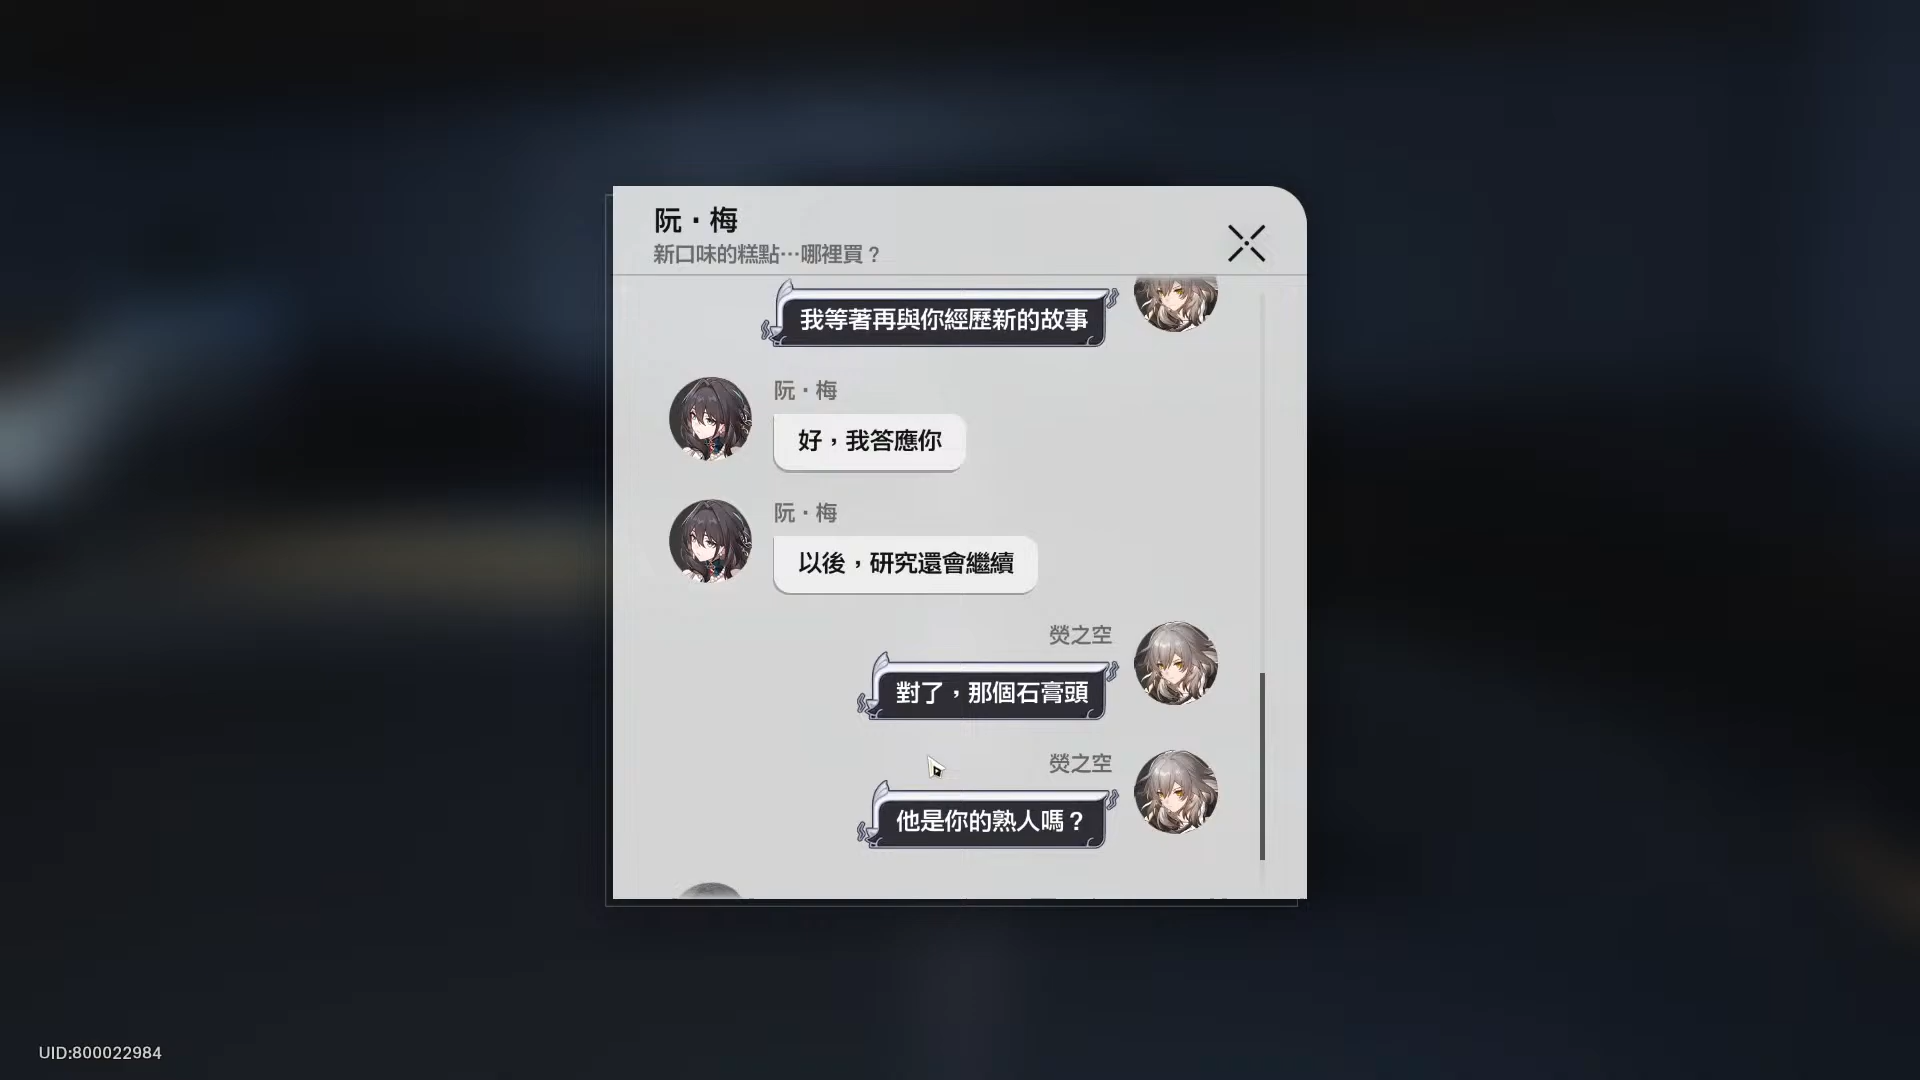 阮·梅
新口味的糕點…哪裡買？
我等著再與你經歷新的故事
阮·梅
好，我答應你
阮·梅
以後，研究還會繼續
熒之空
對了，那個石膏頭
熒之空
他是你的熟人嗎？
UID:800022984